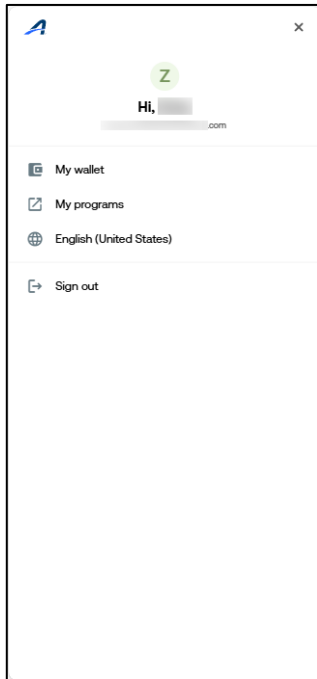 Z
Hi,
.com
My wallet
My programs
English (United States)
Sign out